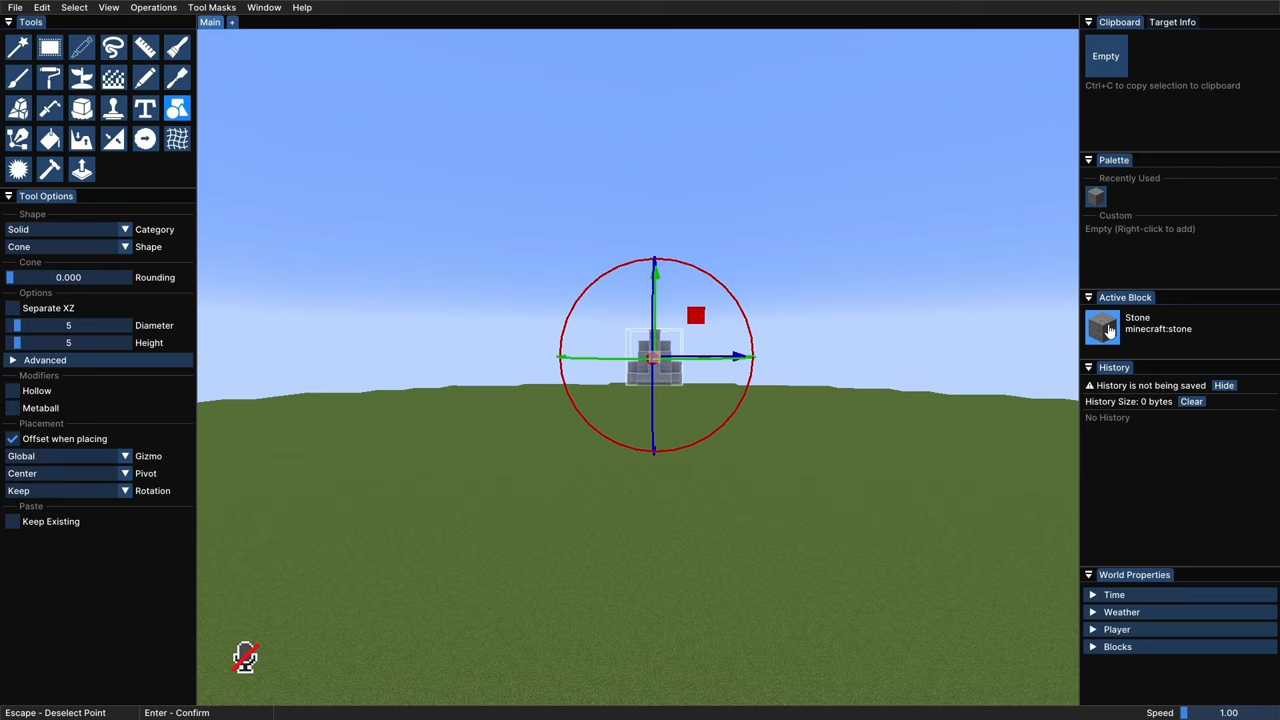 File Edit Select View Operations Tool Masks Window Help
Tools
Main +
Tool Options
Shape
Solid Category
Cone Shape
Cone
0.000 Rounding
Options
Separate XZ
5 Diameter
5 Height
Advanced
Modifiers
Hollow
Metaball
Placement
Offset when placing
Global Gizmo
Center Pivot
Keep Rotation
Paste
Keep Existing
Clipboard Target Info
Empty
Ctrl+C to copy selection to clipboard
Palette
Recently Used
Custom
Empty (Right-click to add)
Active Block
Stone
minecraft:stone
History
History is not being saved Hide
History Size: 0 bytes Clear
No History
World Properties
Time
Weather
Player
Blocks
Escape - Deselect Point Enter - Confirm Speed 1.00